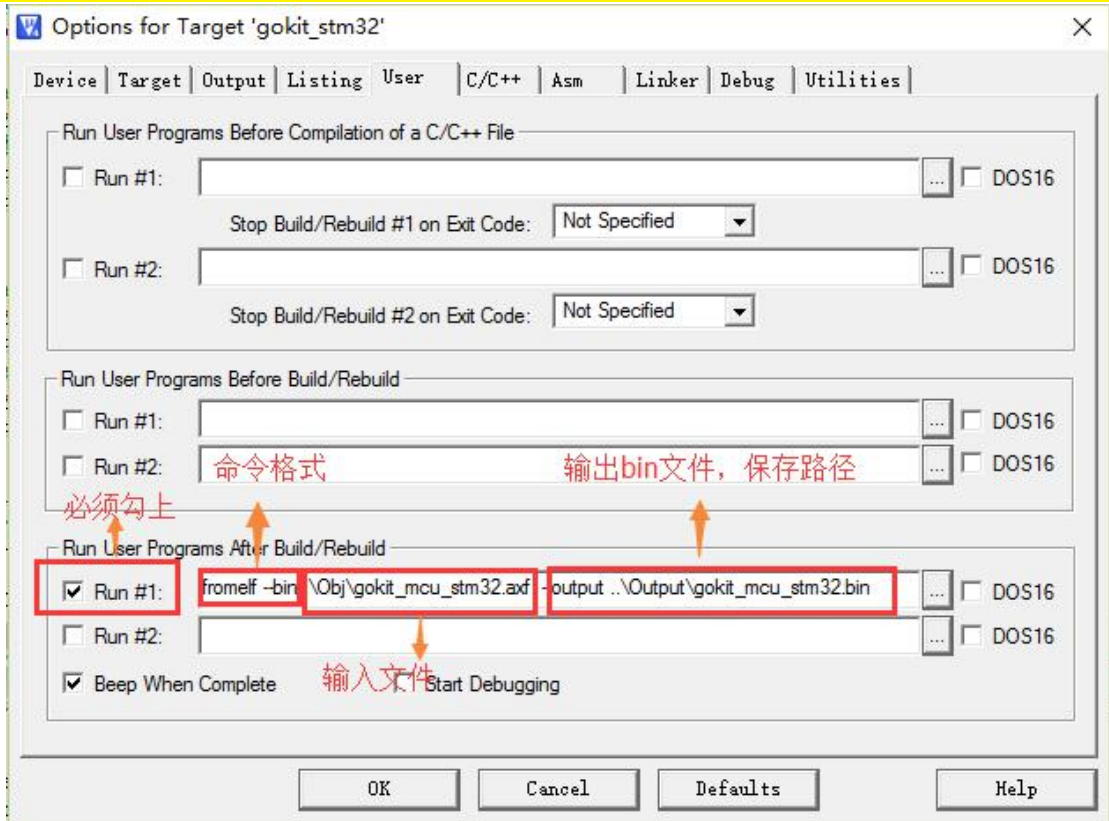 Options for Target 'gokit_stm32'
Device Target Output Listing User C/C++ Asm Linker Debug Utilities
Run User Programs Before Compilation of a C/C++ File
Run #1: ... DOS16
Stop Build/Rebuild #1 on Exit Code: Not Specified
Run #2: ... DOS16
Stop Build/Rebuild #2 on Exit Code: Not Specified
Run User Programs Before Build/Rebuild
Run #1: ... DOS16
Run #2: 命令格式 输出bin文件，保存路径 ... DOS16
必须勾上
Run User Programs After Build/Rebuild
Run #1: fromelf --bin \Obj\gokit_mcu_stm32.axf -output ..\Output\gokit_mcu_stm32.bin ... DOS16
Run #2: ... DOS16
Beep When Complete 输入文件 Start Debugging
OK Cancel Defaults Help